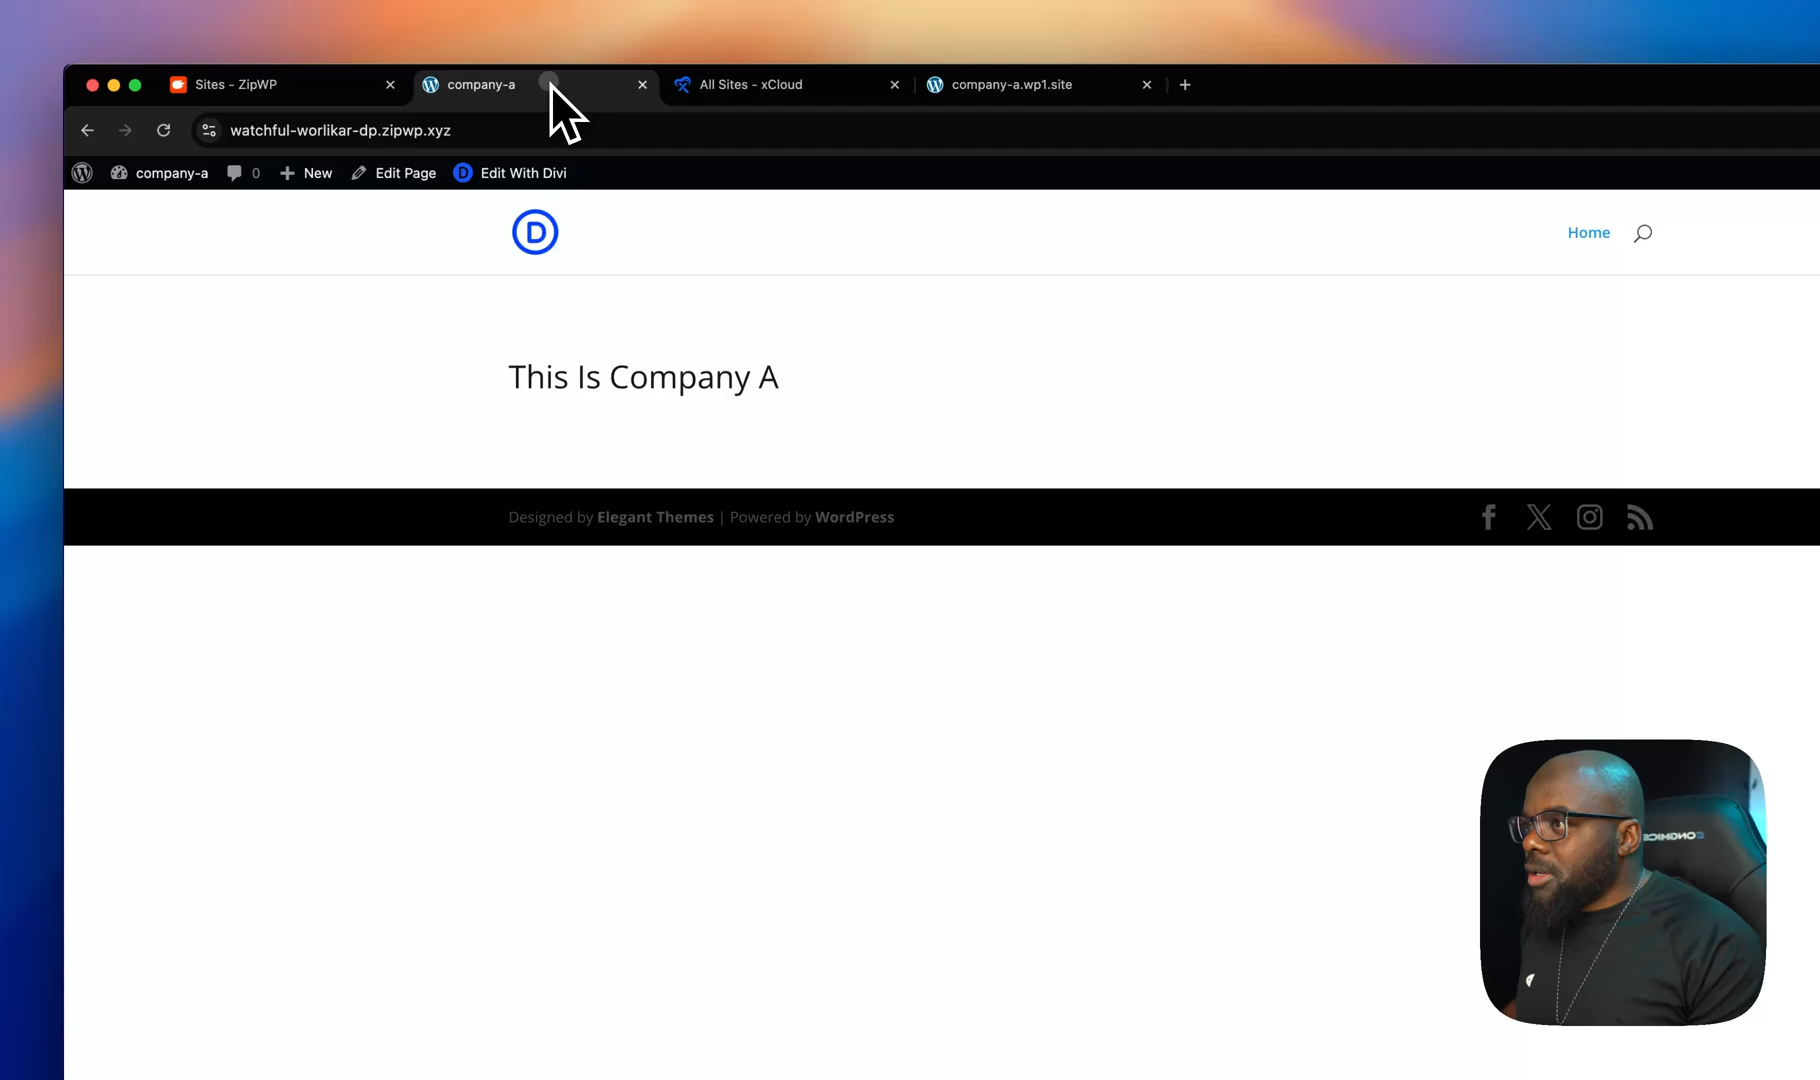 Sites - ZipWP
company-a
All Sites - xCloud
company-a.wp1.site
watchful-worlikar-dp.zipwp.xyz
company-a 0 New Edit Page D Edit With Divi
D
Home
This Is Company A
Designed by Elegant Themes | Powered by WordPress